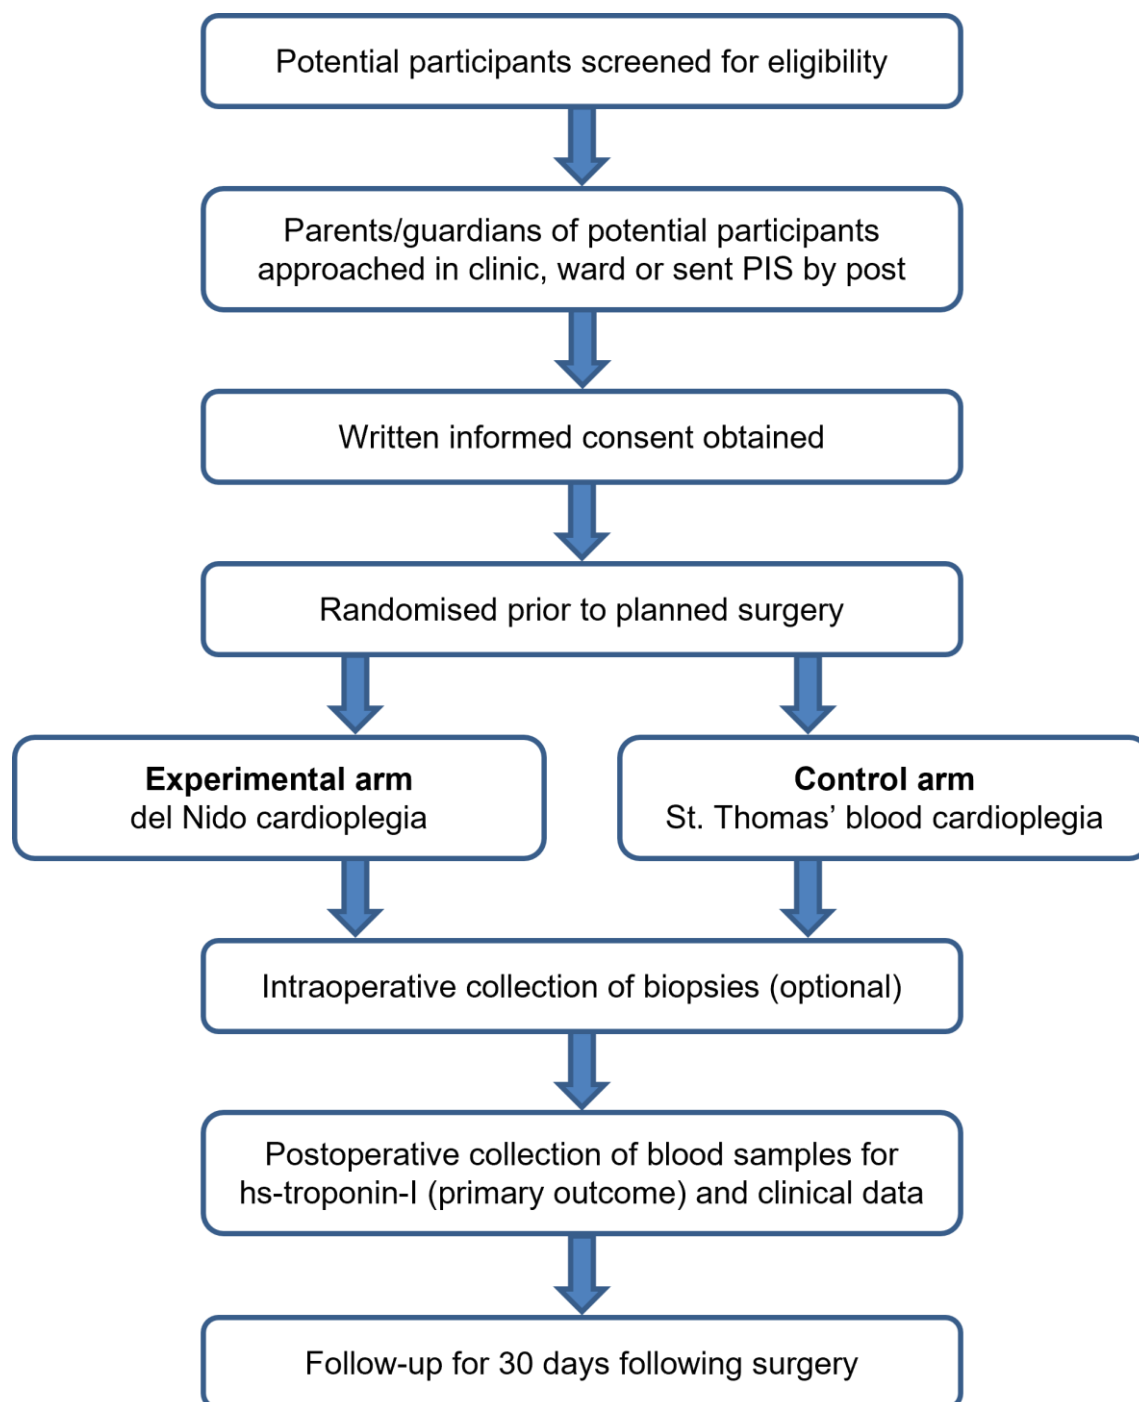 Potential participants screened for eligibility
Parents/guardians of potential participants
approached in clinic, ward or sent PIS by post
Written informed consent obtained
Randomised prior to planned surgery
Experimental arm
del Nido cardioplegia
Control arm
St. Thomas’ blood cardioplegia
Intraoperative collection of biopsies (optional)
Postoperative collection of blood samples for
hs-troponin-I (primary outcome) and clinical data
Follow-up for 30 days following surgery